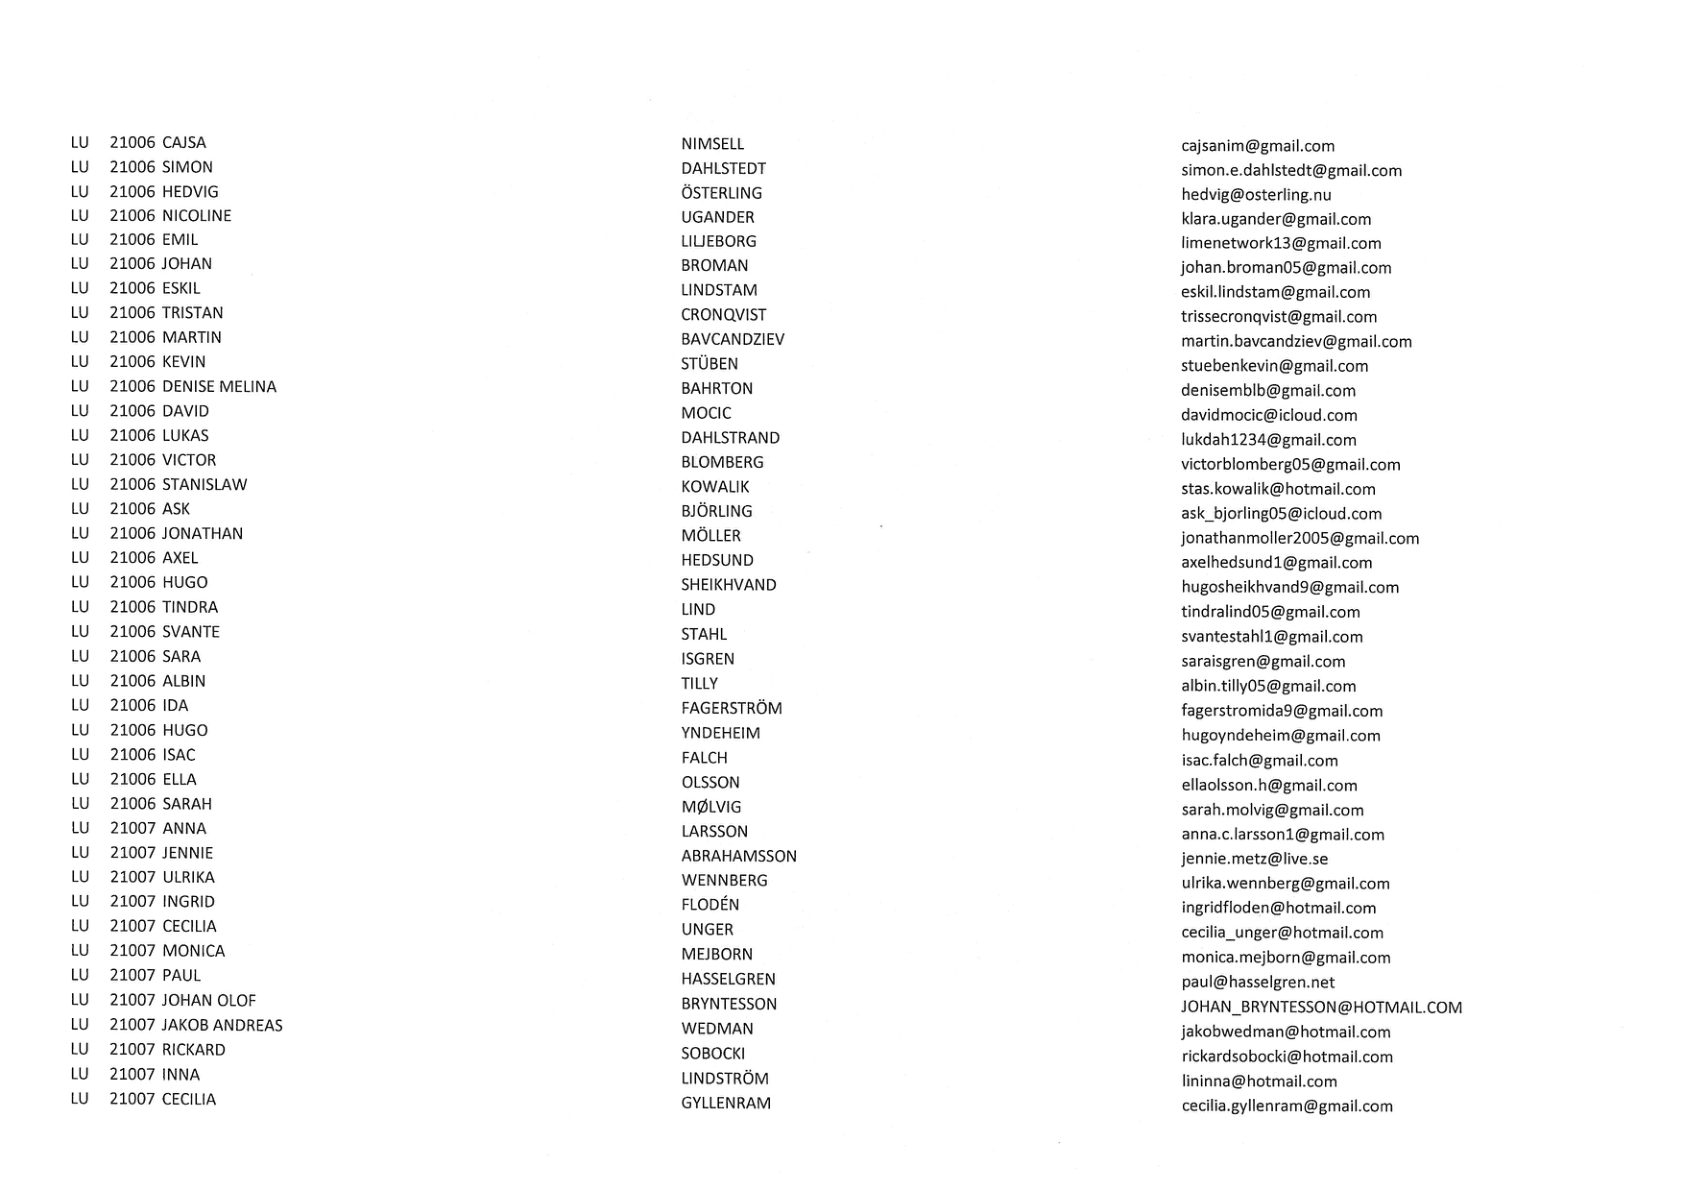 LU 21006 CAJSA NIMSELL cajsanim@gmail.com
LU 21006 SIMON DAHLSTEDT simon.e.dahlstedt@gmail.com
LU 21006 HEDVIG ÖSTERLING hedvig@osterling.nu
LU 21006 NICOLINE UGANDER klara.ugander@gmail.com
LU 21006 EMIL LILJEBORG limenetwork13@gmail.com
LU 21006 JOHAN BROMAN johan.broman05@gmail.com
LU 21006 ESKIL LINDSTAM eskil.lindstam@gmail.com
LU 21006 TRISTAN CRONQVIST trissecronqvist@gmail.com
LU 21006 MARTIN BAVCANDZIEV martin.bavcandziev@gmail.com
LU 21006 KEVIN STÜBEN stuebenkevin@gmail.com
LU 21006 DENISE MELINA BAHRTON denisemblb@gmail.com
LU 21006 DAVID MOCIC davidmocic@icloud.com
LU 21006 LUKAS DAHLSTRAND lukdah1234@gmail.com
LU 21006 VICTOR BLOMBERG victorblomberg05@gmail.com
LU 21006 STANISLAW KOWALIK stas.kowalik@hotmail.com
LU 21006 ASK BJÖRLING ask_bjorling05@icloud.com
LU 21006 JONATHAN MÖLLER jonathanmoller2005@gmail.com
LU 21006 AXEL HEDSUND axelhedsund1@gmail.com
LU 21006 HUGO SHEIKHVAND hugosheikhvand9@gmail.com
LU 21006 TINDRA LIND tindralind05@gmail.com
LU 21006 SVANTE STAHL svantestahl1@gmail.com
LU 21006 SARA ISGREN saraisgren@gmail.com
LU 21006 ALBIN TILLY albin.tilly05@gmail.com
LU 21006 IDA FAGERSTRÖM fagerstromida9@gmail.com
LU 21006 HUGO YNDEHEIM hugoyndeheim@gmail.com
LU 21006 ISAC FALCH isac.falch@gmail.com
LU 21006 ELLA OLSSON ellaolsson.h@gmail.com
LU 21006 SARAH MØLVIG sarah.molvig@gmail.com
LU 21007 ANNA LARSSON anna.c.larsson1@gmail.com
LU 21007 JENNIE ABRAHAMSSON jennie.metz@live.se
LU 21007 ULRIKA WENNBERG ulrika.wennberg@gmail.com
LU 21007 INGRID FLODÉN ingridfloden@hotmail.com
LU 21007 CECILIA UNGER cecilia_unger@hotmail.com
LU 21007 MONICA MEJBORN monica.mejborn@gmail.com
LU 21007 PAUL HASSELGREN paul@hasselgren.net
LU 21007 JOHAN OLOF BRYNTESSON JOHAN_BRYNTESSON@HOTMAIL.COM
LU 21007 JAKOB ANDREAS WEDMAN jakobwedman@hotmail.com
LU 21007 RICKARD SOBOCKI rickardsobocki@hotmail.com
LU 21007 INNA LINDSTRÖM lininna@hotmail.com
LU 21007 CECILIA GYLLENRAM cecilia.gyllenram@gmail.com